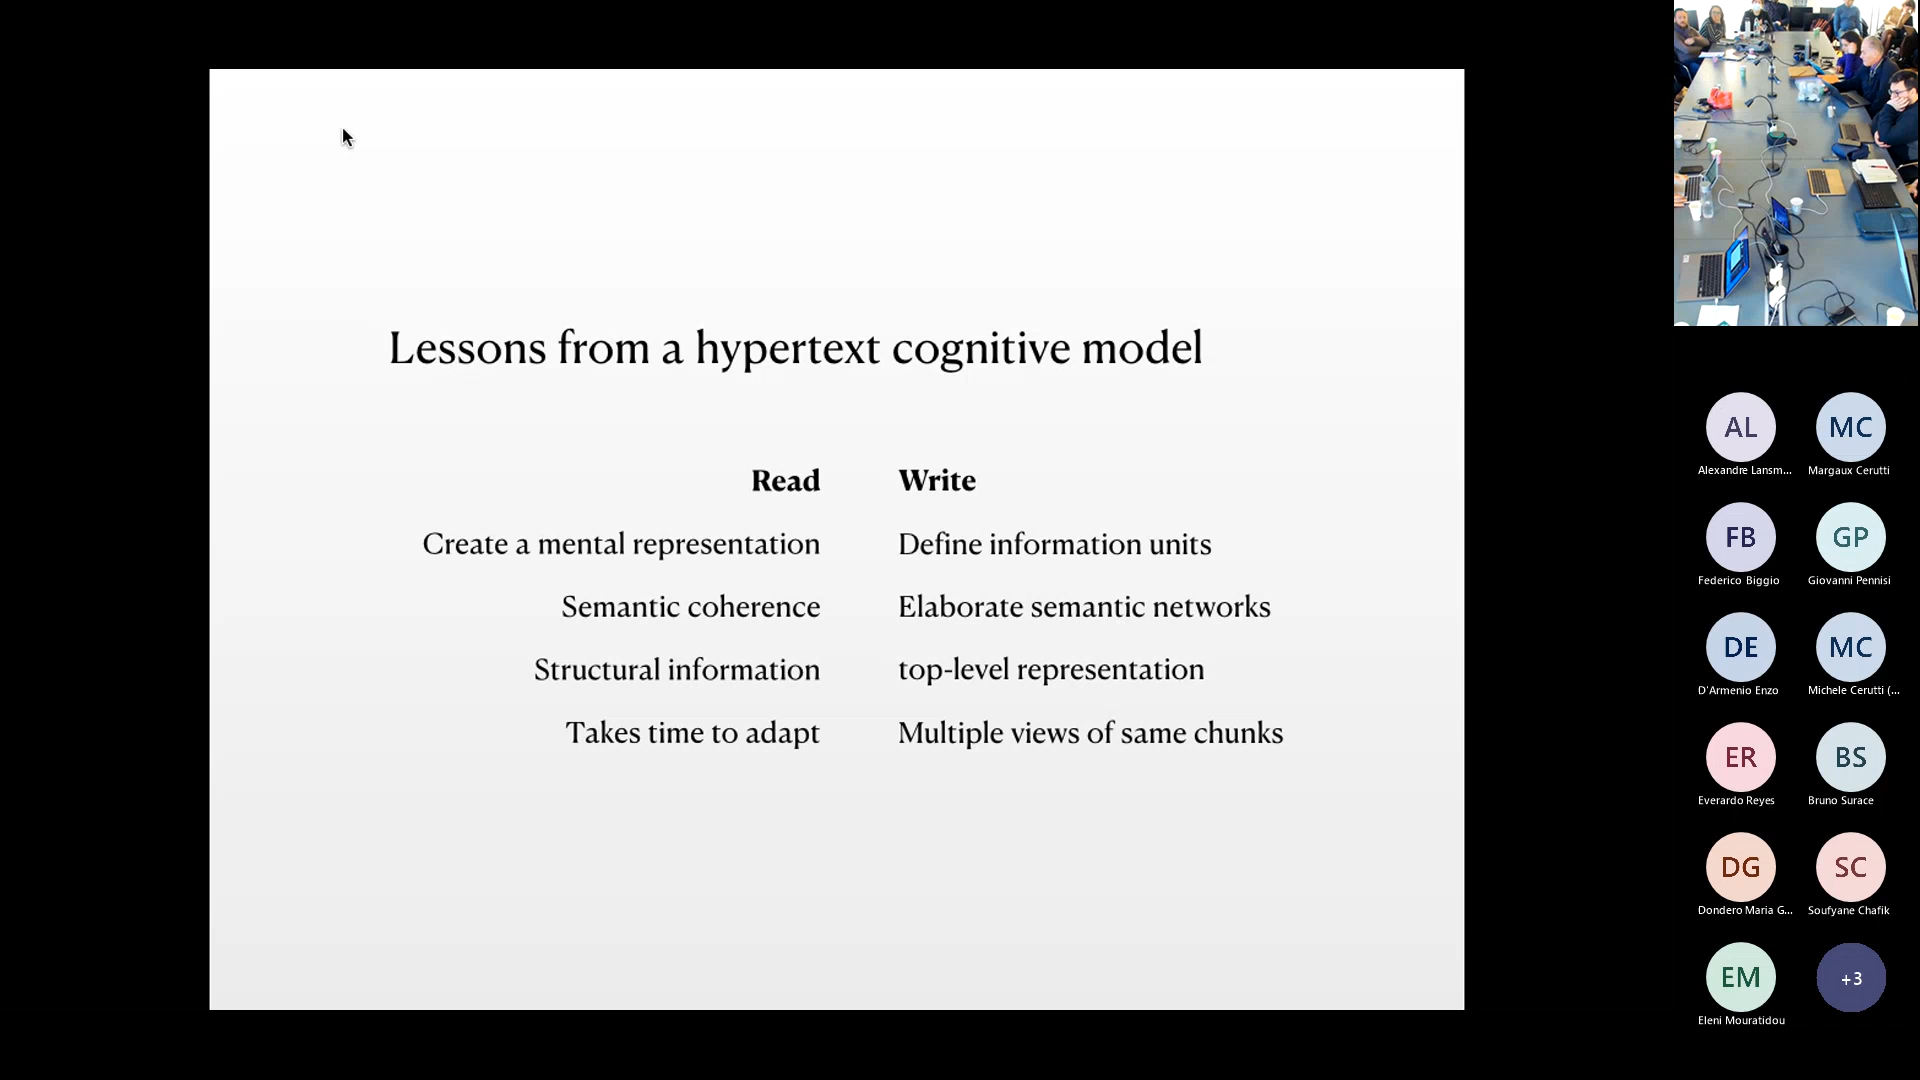 Lessons from a hypertext cognitive model
Read Write
Create a mental representation Define information units
Semantic coherence Elaborate semantic networks
Structural information top-level representation
Takes time to adapt Multiple views of same chunks
AL MC
Alexandre Lansm... Margaux Cerutti
FB GP
Federico Biggio Giovanni Pennisi
DE MC
D'Armenio Enzo Michele Cerutti (...
ER BS
Everardo Reyes Bruno Surace
DG SC
Dondero Maria G... Soufyane Chafik
EM +3
Eleni Mouratidou